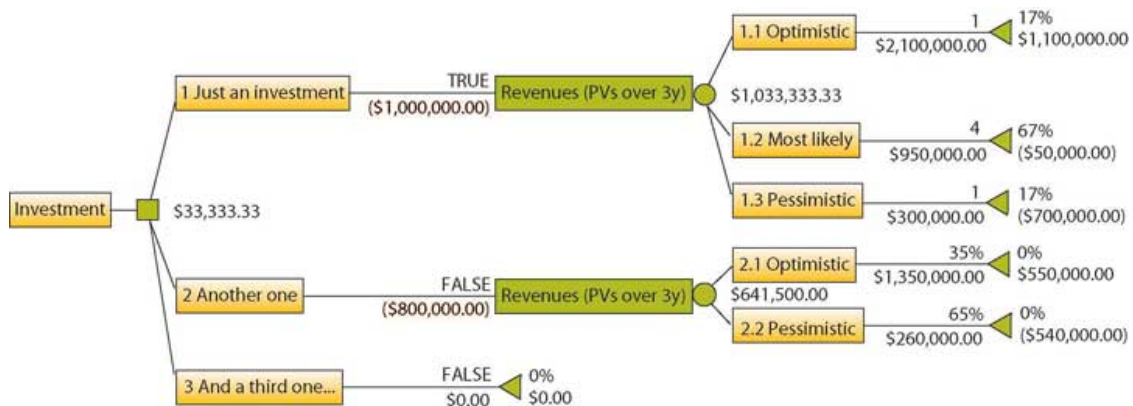 1.1 Optimistic
1
$2,100,000.00
17%
$1,100,000.00
1 Just an investment
TRUE
($1,000,000.00)
Revenues (PVs over 3y)
$1,033,333.33
1.2 Most likely
4
$950,000.00
67%
($50,000.00)
1.3 Pessimistic
1
$300,000.00
17%
($700,000.00)
Investment
$33,333.33
2 Another one
FALSE
($800,000.00)
Revenues (PVs over 3y)
$641,500.00
2.1 Optimistic
35%
$1,350,000.00
0%
$550,000.00
2.2 Pessimistic
65%
$260,000.00
0%
($540,000.00)
3 And a third one...
FALSE
$0.00
0%
$0.00